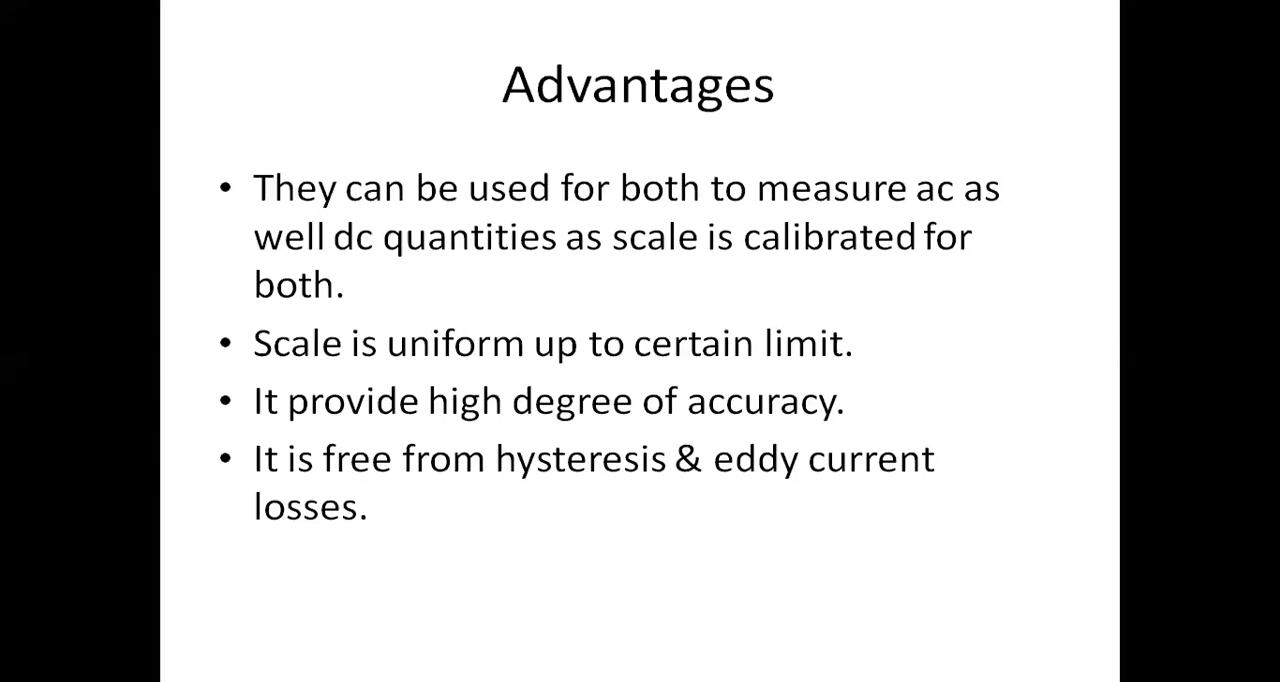 Advantages
• They can be used for both to measure ac as
well dc quantities as scale is calibrated for
both.
• Scale is uniform up to certain limit.
• It provide high degree of accuracy.
• It is free from hysteresis & eddy current
losses.